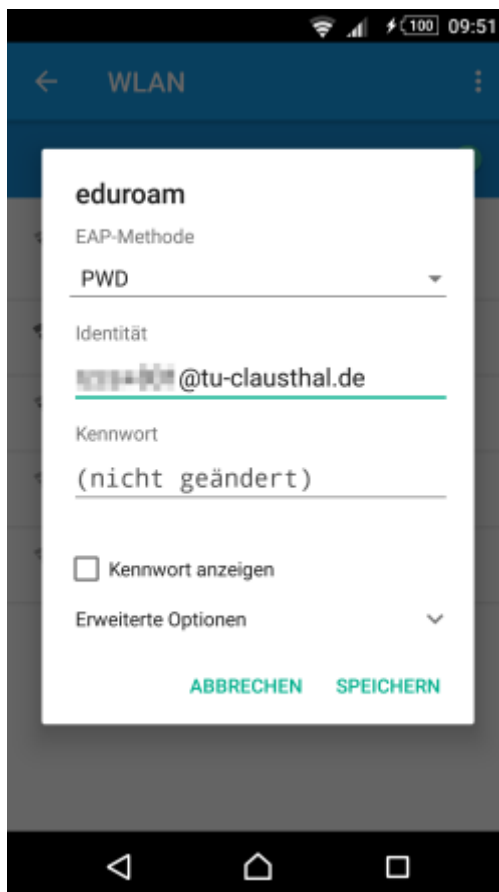 100 09:51
WLAN
eduroam
EAP-Methode
PWD
Identität
@tu-clausthal.de
Kennwort
(nicht geändert)
Kennwort anzeigen
Erweiterte Optionen
ABBRECHEN SPEICHERN